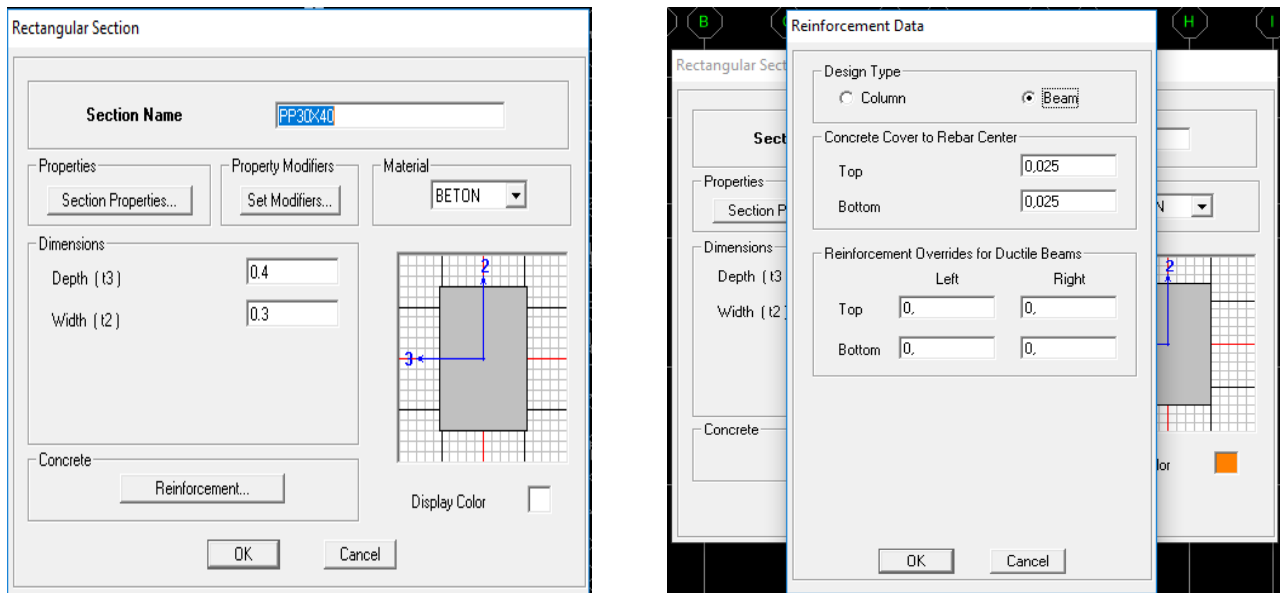 Rectangular Section
Section Name PP30X40
Properties Property Modifiers Material
Section Properties... Set Modifiers... BETON
Dimensions
Depth ( t3 ) 0.4
Width ( t2 ) 0.3
2
3
Concrete
Reinforcement...
Display Color
OK Cancel
B H
Reinforcement Data
Rectangular Sect
Design Type
Column Beam
Sect
Concrete Cover to Rebar Center
Top 0,025
Bottom 0,025
Properties
Section P N
Dimensions
Depth ( t3
Width ( t2
2
Reinforcement Overrides for Ductile Beams
Left Right
Top 0, 0,
Bottom 0, 0,
Concrete
lor
OK Cancel